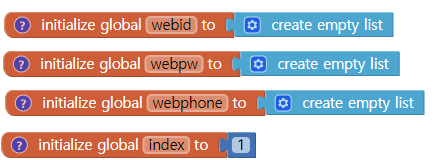 ? initialize global webid to create empty list
? initialize global webpw to create empty list
? initialize global webphone to create empty list
? initialize global index to 1